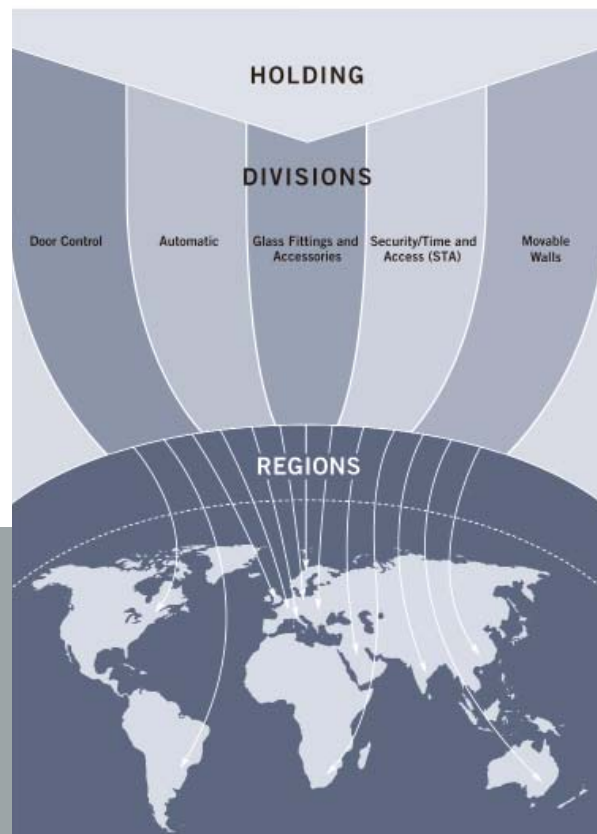 HOLDING
DIVISIONS
Door Control
Automatic
Glass Fittings and
Accessories
Security/Time and
Access (STA)
Movable
Walls
REGIONS